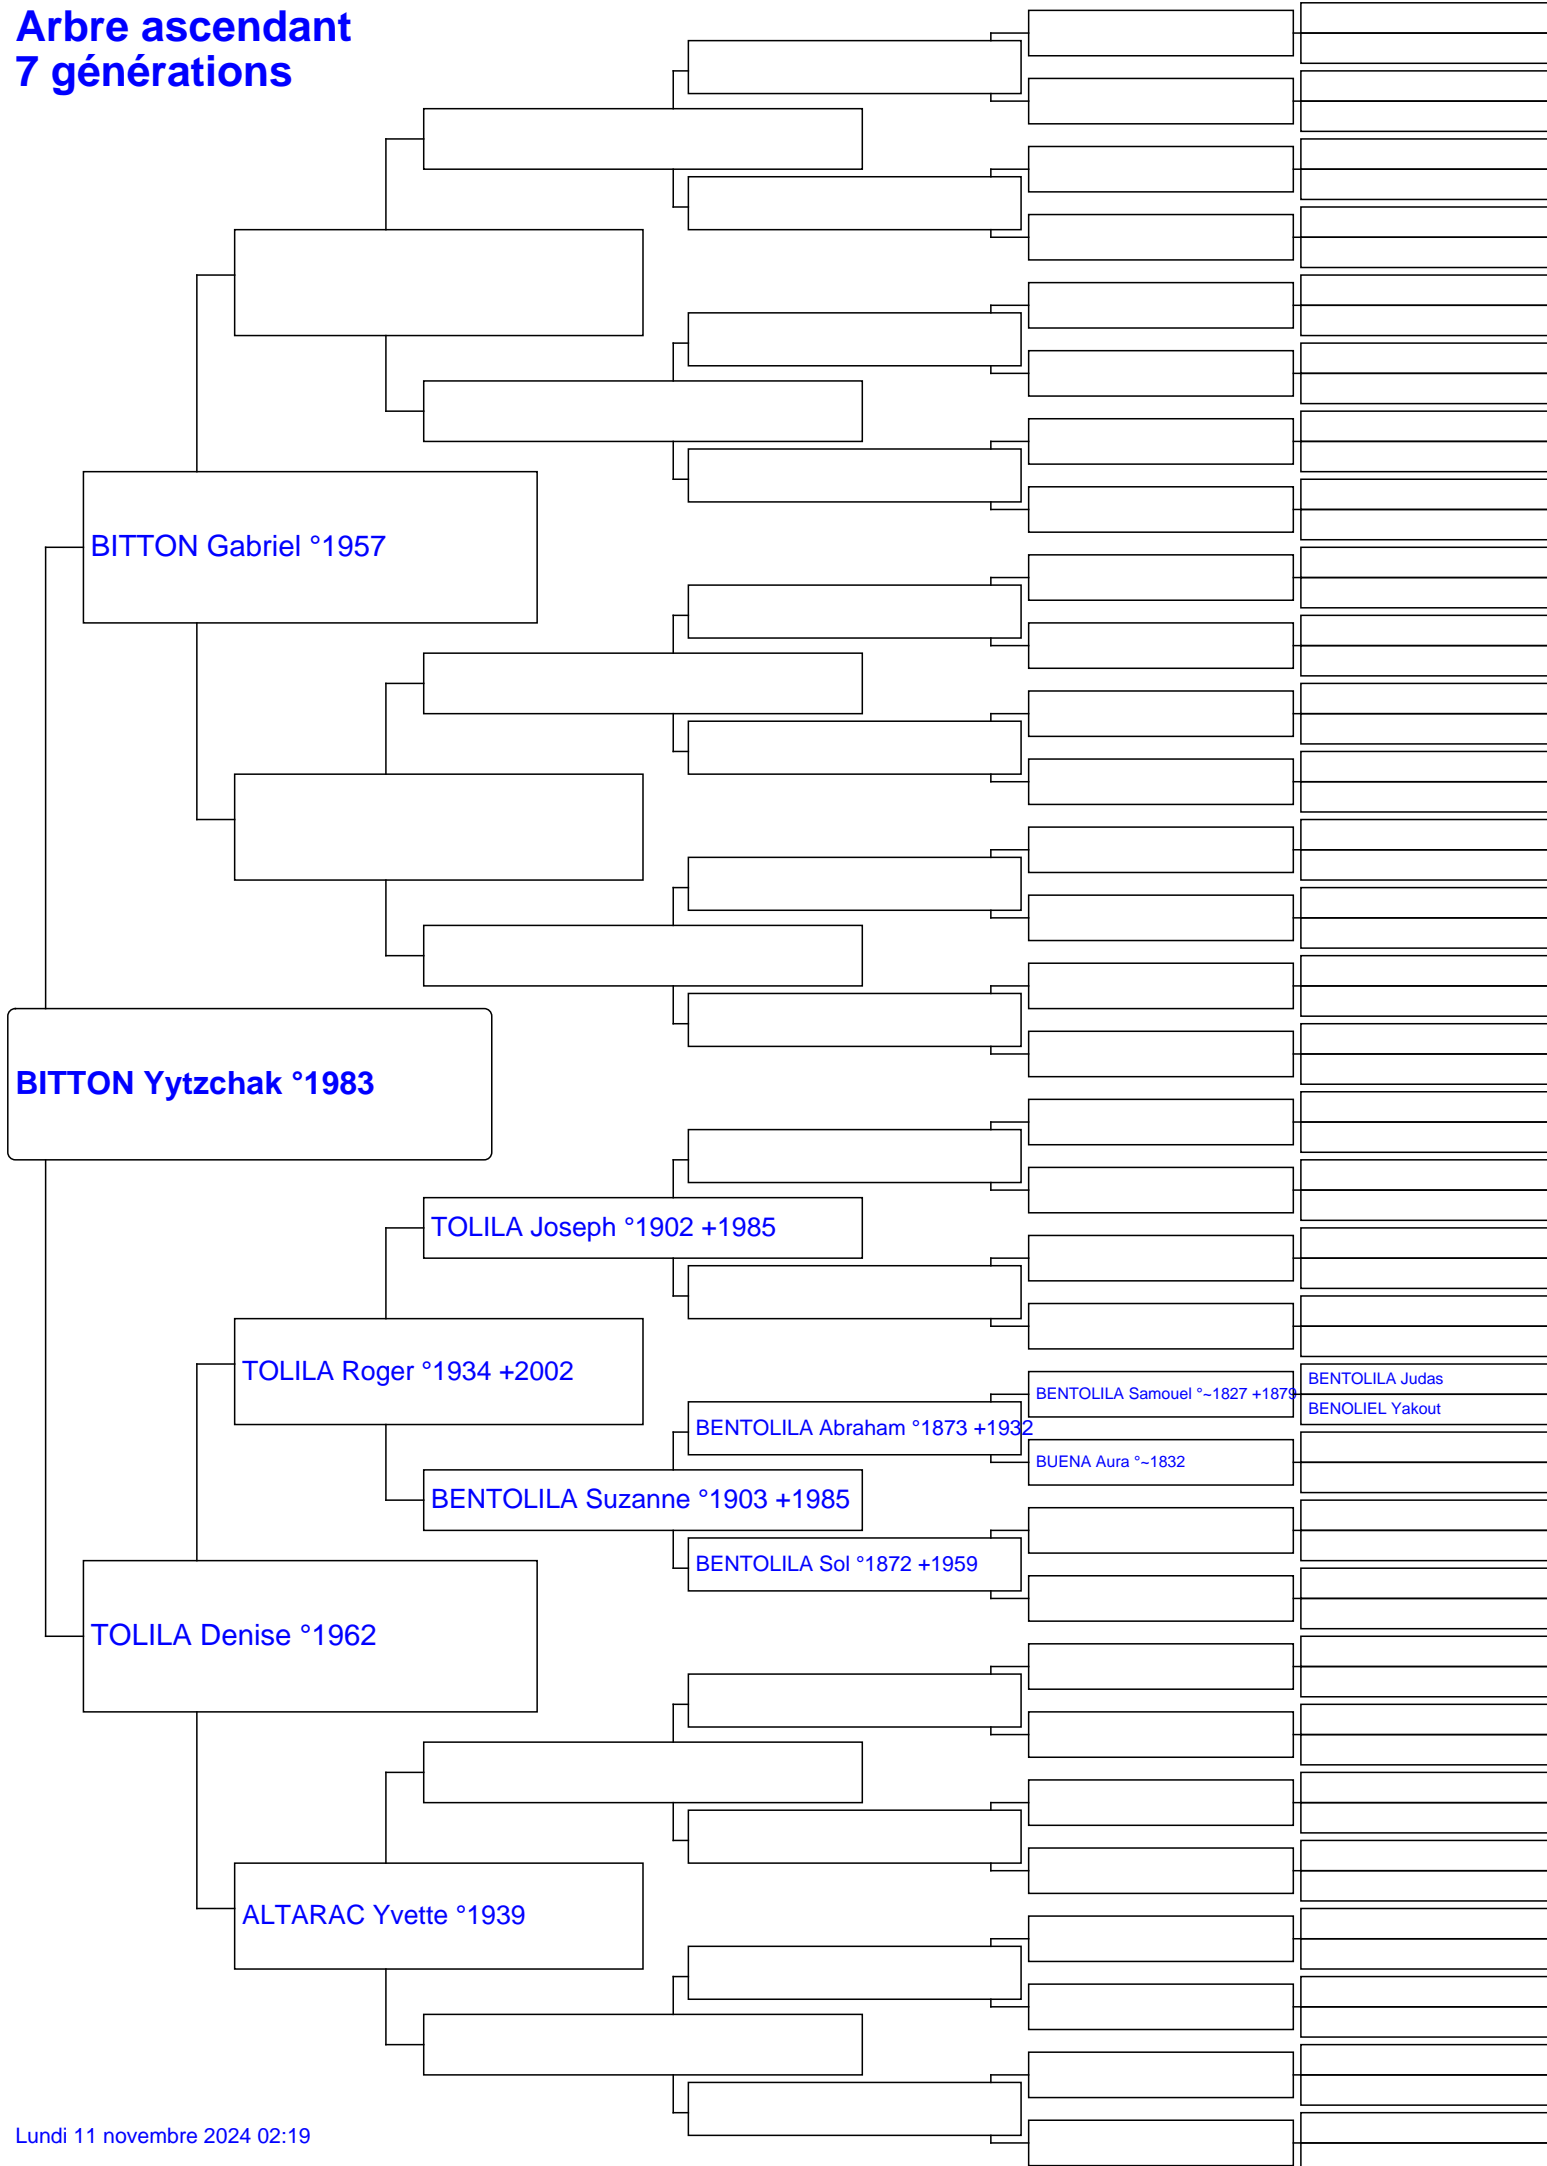 Arbre ascendant
7 générations
BITTON Gabriel °1957
BITTON Yytzchak °1983
TOLILA Joseph °1902 +1985
TOLILA Roger °1934 +2002
BENTOLILA Judas
BENTOLILA Samouel °~1827 +1879
BENOLIEL Yakout
BENTOLILA Abraham °1873 +1932
BUENA Aura °~1832
BENTOLILA Suzanne °1903 +1985
BENTOLILA Sol °1872 +1959
TOLILA Denise °1962
ALTARAC Yvette °1939
Lundi 11 novembre 2024 02:19